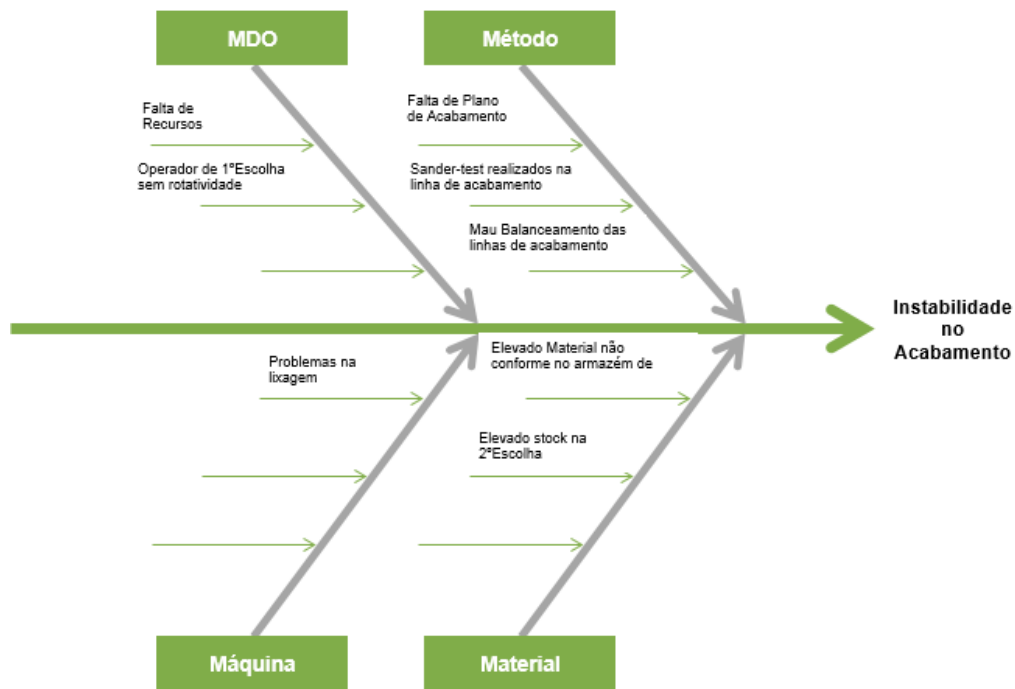 MDO
Método
Falta de
Recursos
Operador de 1ªEscolha
sem rotatividade
Falta de Plano
de Acabamento
Sander-test realizados na
linha de acabamento
Mau Balanceamento das
linhas de acabamento
Instabilidade
no
Acabamento
Problemas na
lixagem
Elevado Material não
conforme no armazém de
Elevado stock na
2ªEscolha
Máquina
Material